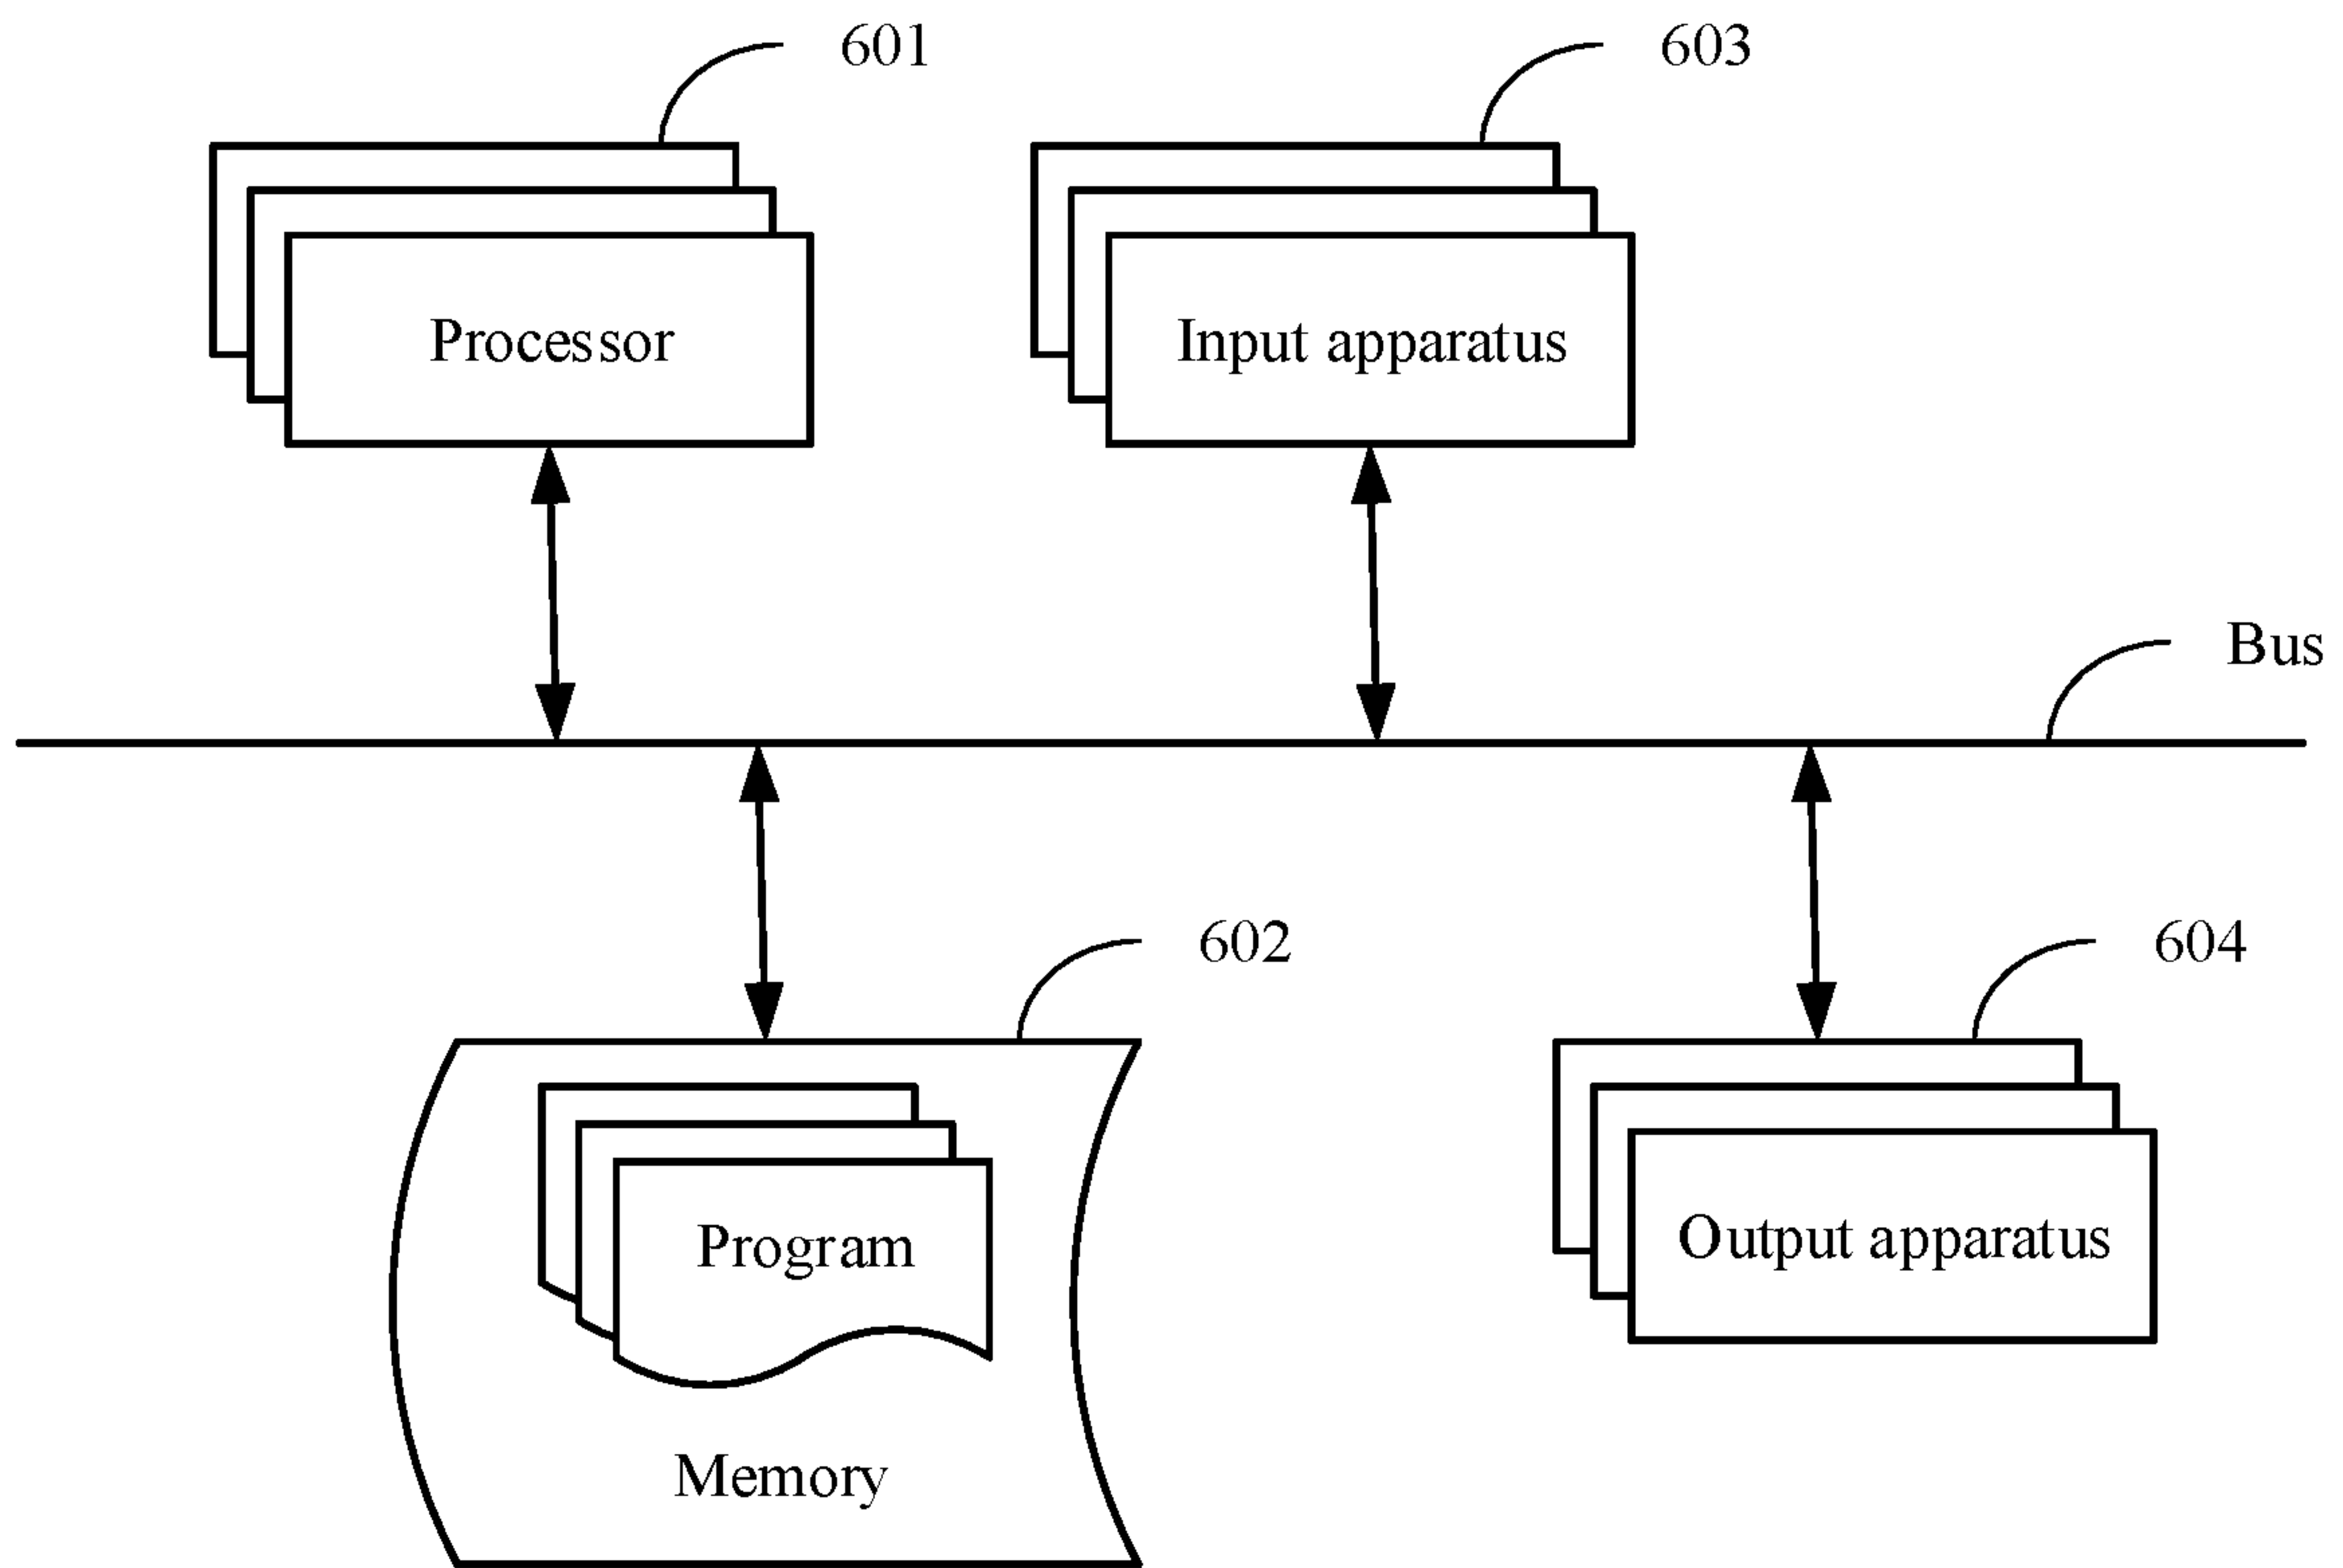 601
603
Processor
Input apparatus
Bus
602
604
Program
Output apparatus
Memory